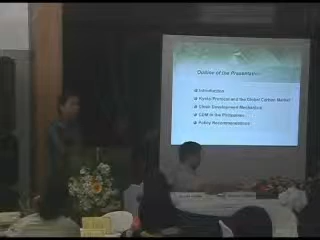 Outline of the Presentation
Introduction
Kyoto Protocol and the Global Carbon Market
Clean Development Mechanism
CDM in the Philippines
Policy Recommendations